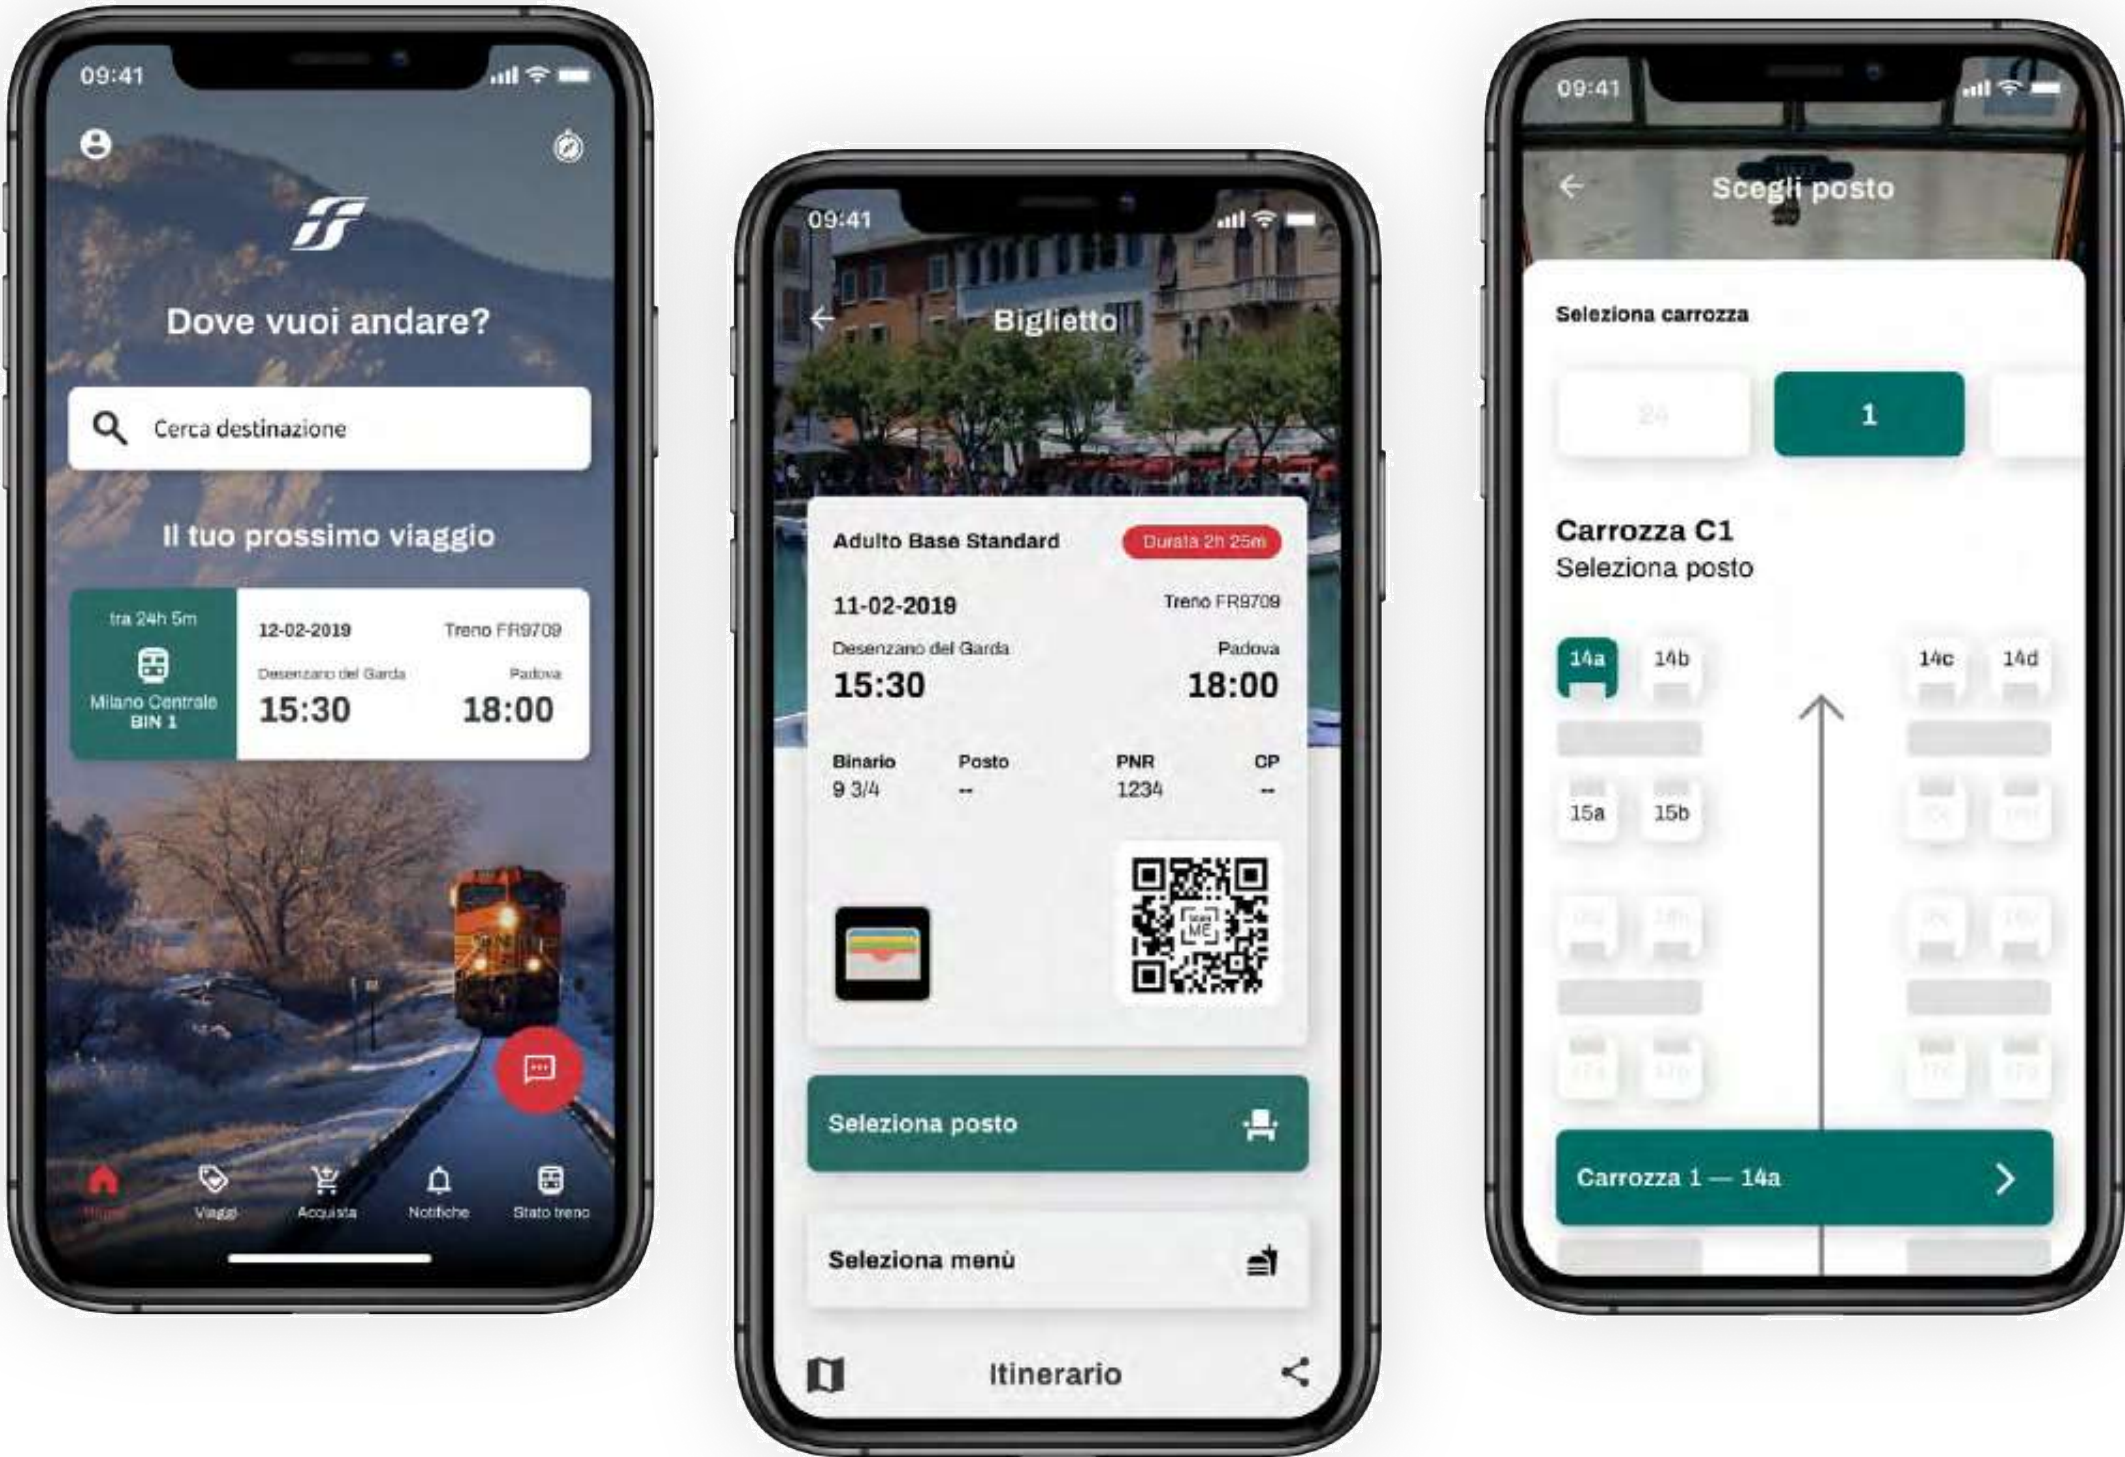 09:41
Dove vuoi andare?
Cerca destinazione
Il tuo prossimo viaggio
tra 24h 5m
Milano Centrale
BIN 1
12-02-2019
Treno FR9709
Desenzano del Garda
Padova
15:30
18:00
Home
Viaggi
Acquista
Notifiche
Stato treno
09:41
Biglietto
Adulto Base Standard
Durata 2h 25m
11-02-2019
Treno FR9709
Desenzano del Garda
Padova
15:30
18:00
Binario
Posto
PNR
CP
9 3/4
--
1234
--
ME
Seleziona posto
Seleziona menù
Itinerario
09:41
Scegli posto
Seleziona carrozza
24
1
Carrozza C1
Seleziona posto
14a
14b
14c
14d
15a
15b
Carrozza 1 — 14a